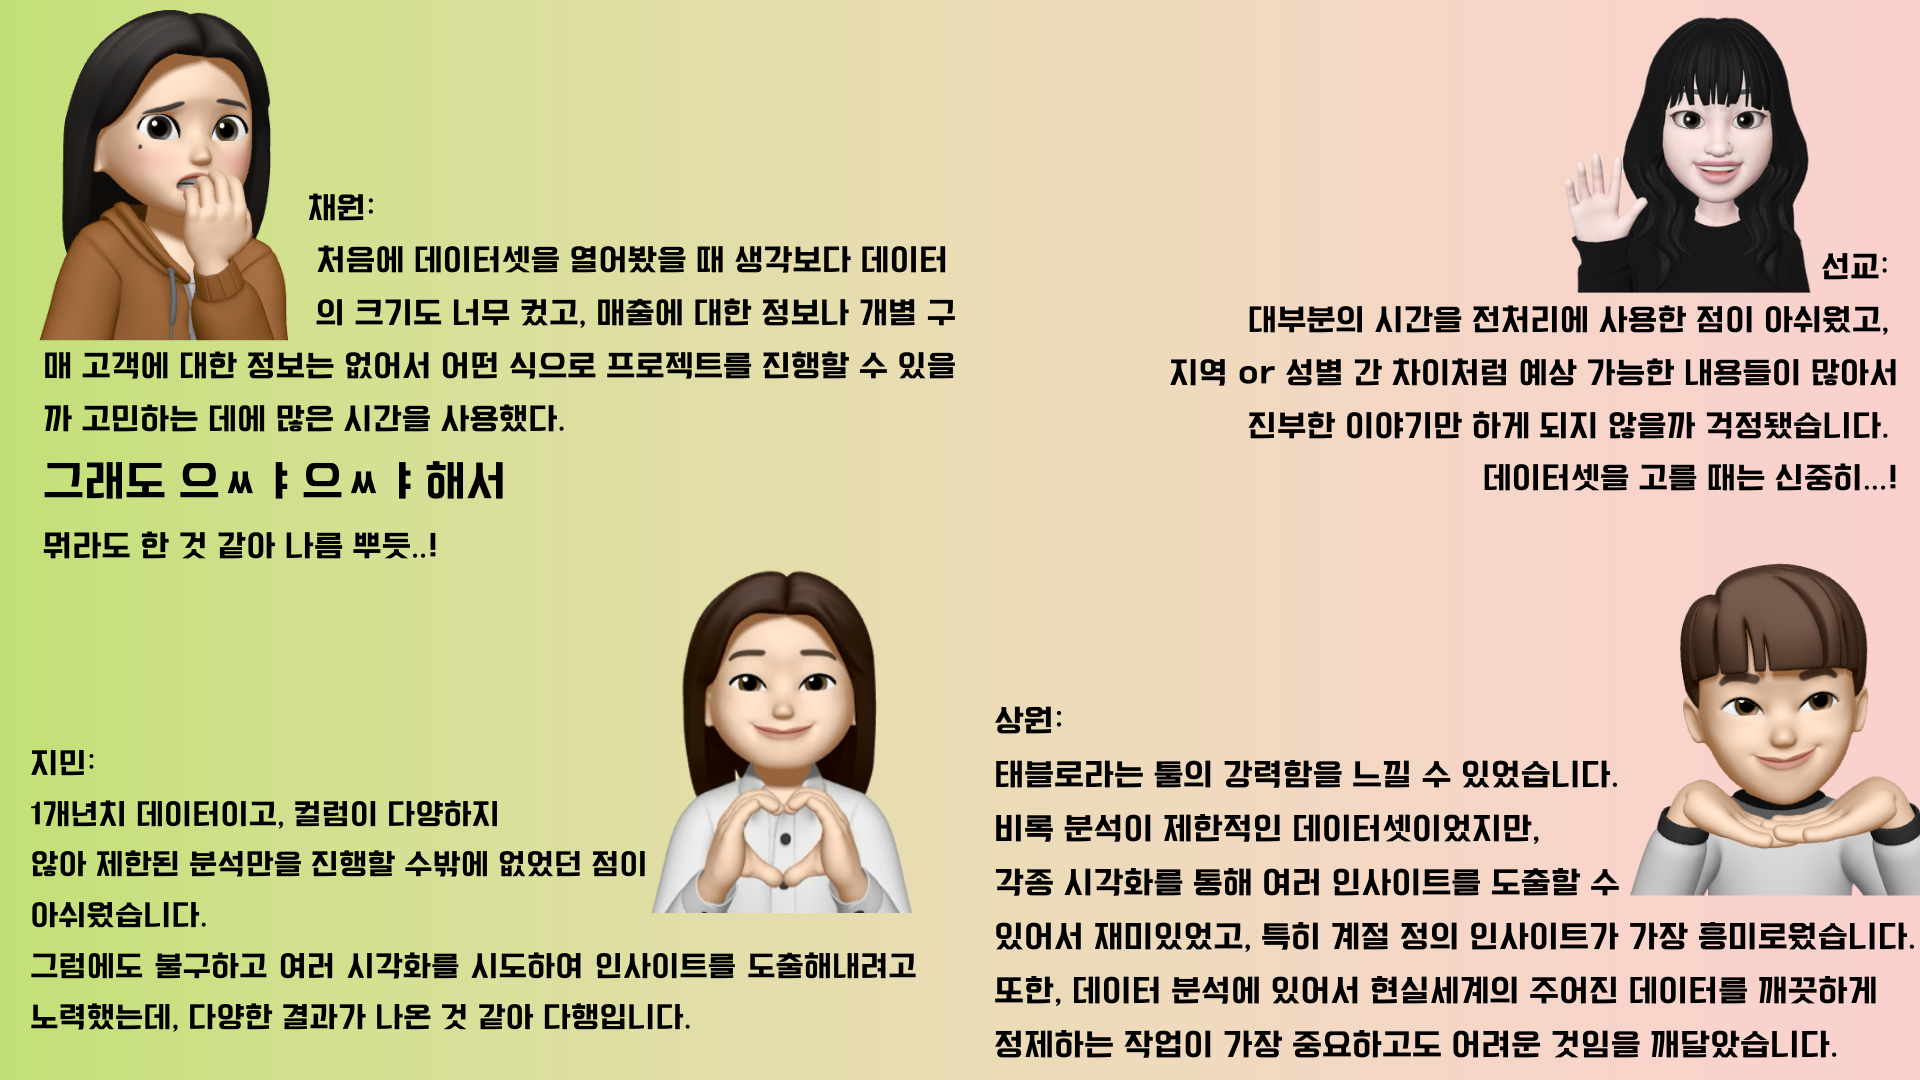 채원:
처음에 데이터셋을 열어봤을 때 생각보다 데이터
의 크기도 너무 컸고, 매출에 대한 정보나 개별 구
매 고객에 대한 정보는 없어서 어떤 식으로 프로젝트를 진행할 수 있을
까 고민하는 데에 많은 시간을 사용했다.
그래도 으ㅆㅑ으ㅆㅑ해서
뭐라도 한 것 같아 나름 뿌듯..!
선교:
대부분의 시간을 전처리에 사용한 점이 아쉬웠고,
지역 or 성별 간 차이처럼 예상 가능한 내용들이 많아서
진부한 이야기만 하게 되지 않을까 걱정됐습니다.
데이터셋을 고를 때는 신중히...!
지민:
1개년치 데이터이고, 컬럼이 다양하지
않아 제한된 분석만을 진행할 수밖에 없었던 점이
아쉬웠습니다.
그럼에도 불구하고 여러 시각화를 시도하여 인사이트를 도출해내려고
노력했는데, 다양한 결과가 나온 것 같아 다행입니다.
상원:
태블로라는 툴의 강력함을 느낄 수 있었습니다.
비록 분석이 제한적인 데이터셋이었지만,
각종 시각화를 통해 여러 인사이트를 도출할 수
있어서 재미있었고, 특히 계절 정의 인사이트가 가장 흥미로웠습니다.
또한, 데이터 분석에 있어서 현실세계의 주어진 데이터를 깨끗하게
정제하는 작업이 가장 중요하고도 어려운 것임을 깨달았습니다.